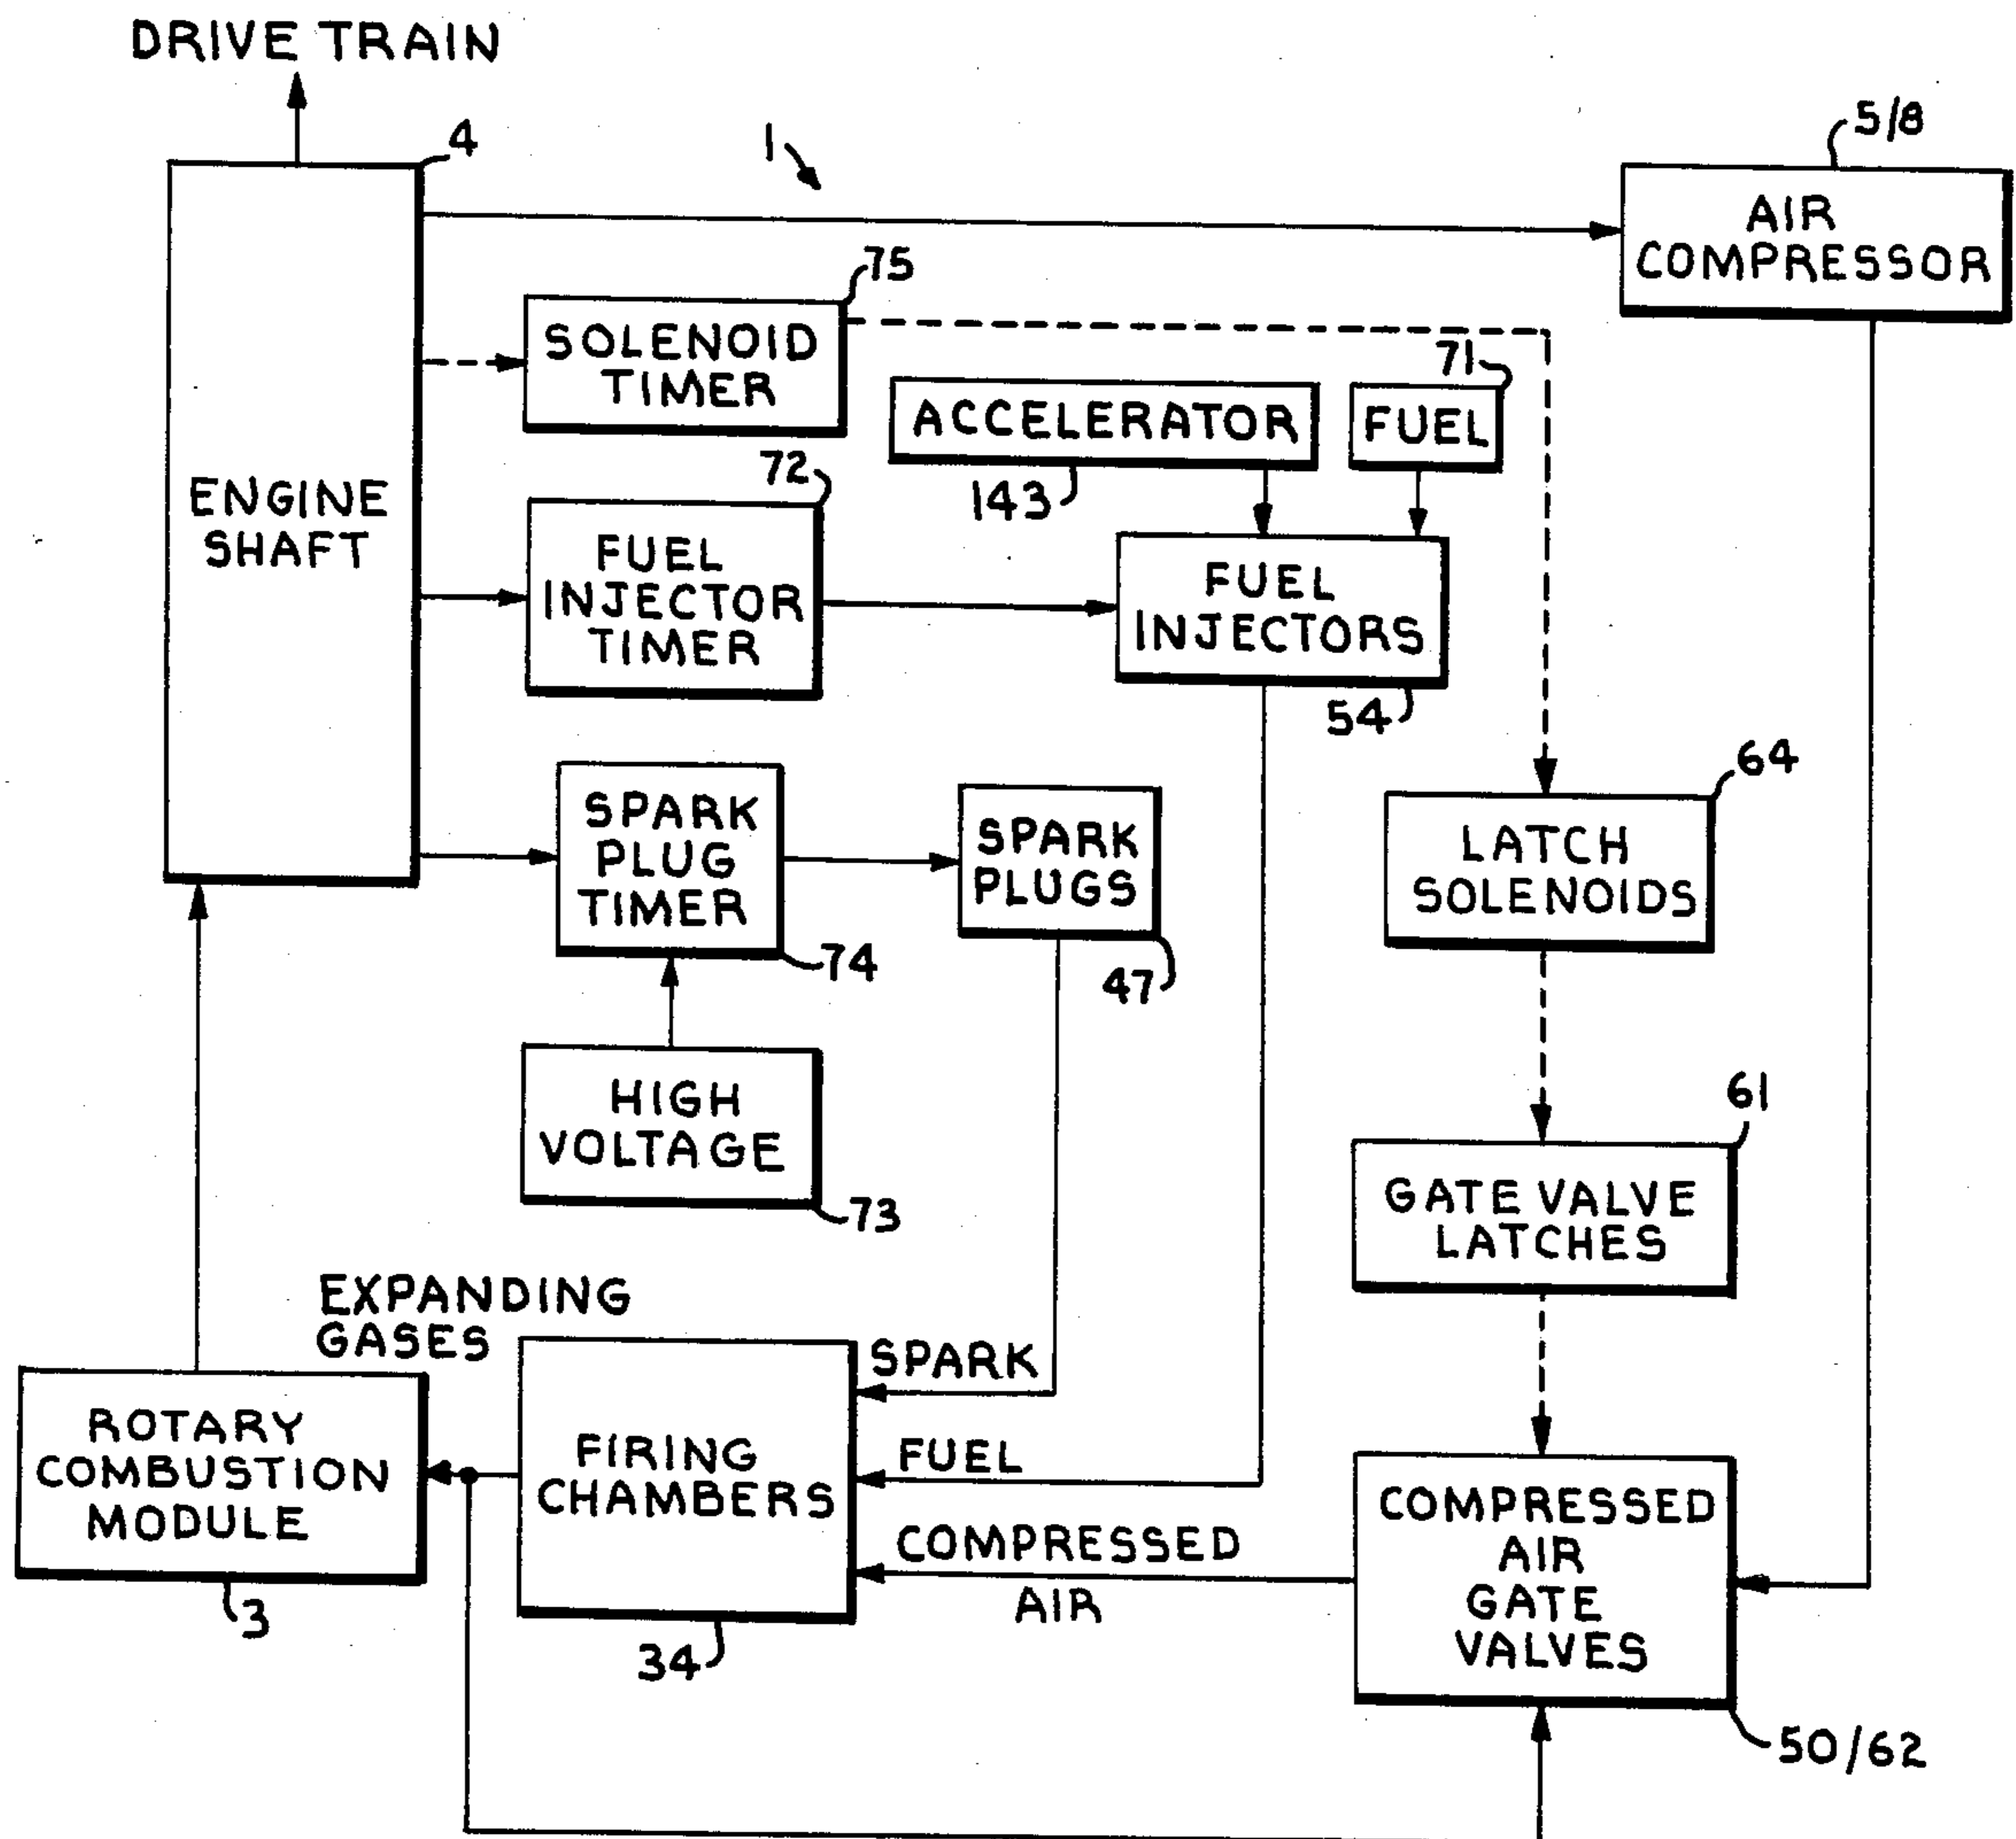 DRIVE TRAIN
4
1
5/8
AIR
COMPRESSOR
75
SOLENOID
TIMER
71
ACCELERATOR
FUEL
143
72
ENGINE
SHAFT
FUEL
INJECTOR
TIMER
FUEL
INJECTORS
54
64
SPARK
PLUG
TIMER
SPARK
PLUGS
LATCH
SOLENOIDS
74
47
HIGH
VOLTAGE
73
61
GATE VALVE
LATCHES
EXPANDING
GASES
SPARK
ROTARY
COMBUSTION
MODULE
3
FIRING
CHAMBERS
34
FUEL
COMPRESSED
AIR
COMPRESSED
AIR
GATE
VALVES
50/62